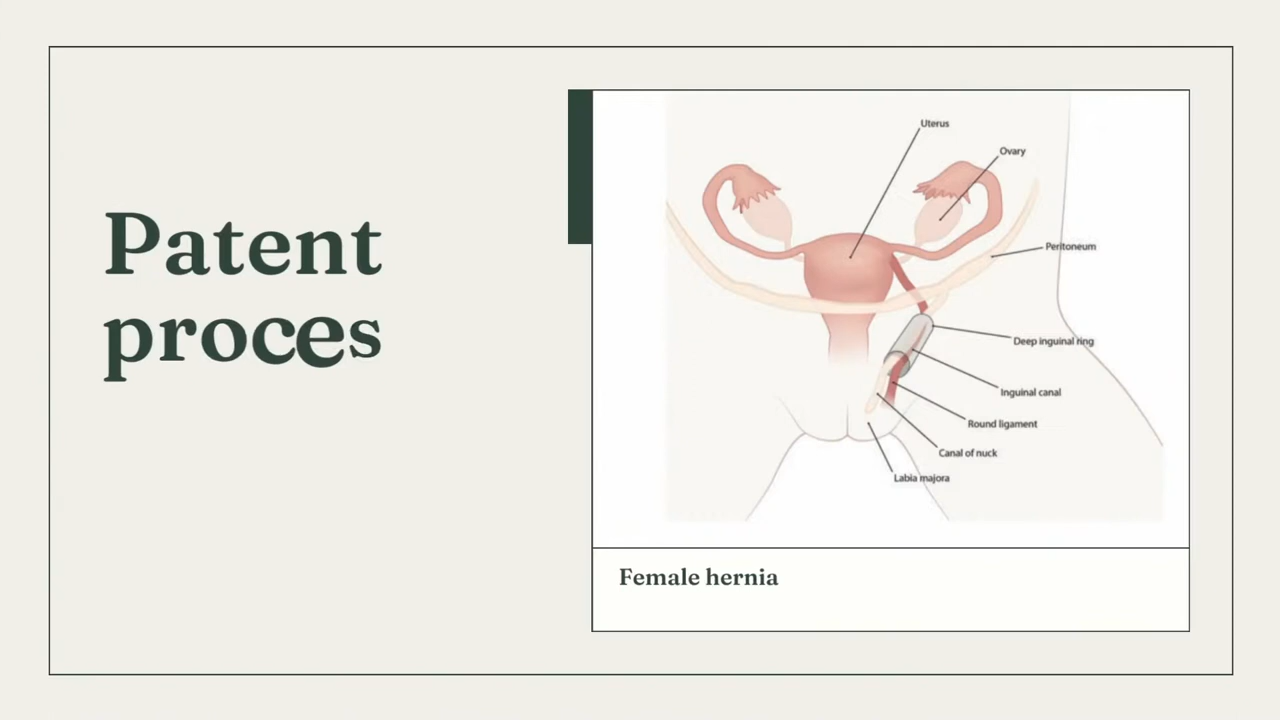 Patent
proces
Uterus
Ovary
Peritoneum
Deep inguinal ring
Inguinal canal
Round ligament
Canal of nuck
Labia majora
Female hernia